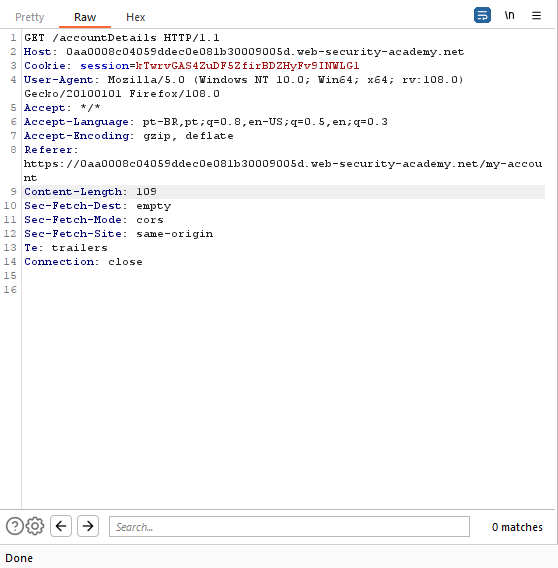 Pretty Raw Hex \n
1 GET /accountDetails HTTP/1.1
2 Host: 0aa0008c04059ddec0e081b30009005d.web-security-academy.net
3 Cookie: session=kTwrvGAS4ZuDF5ZfirBDZHyFv9INWLGl
4 User-Agent: Mozilla/5.0 (Windows NT 10.0; Win64; x64; rv:108.0)
Gecko/20100101 Firefox/108.0
5 Accept: */*
6 Accept-Language: pt-BR,pt;q=0.8,en-US;q=0.5,en;q=0.3
7 Accept-Encoding: gzip, deflate
8 Referer:
https://0aa0008c04059ddec0e081b30009005d.web-security-academy.net/my-accou
nt
9 Content-Length: 109
10 Sec-Fetch-Dest: empty
11 Sec-Fetch-Mode: cors
12 Sec-Fetch-Site: same-origin
13 Te: trailers
14 Connection: close
15
16
Search... 0 matches
Done